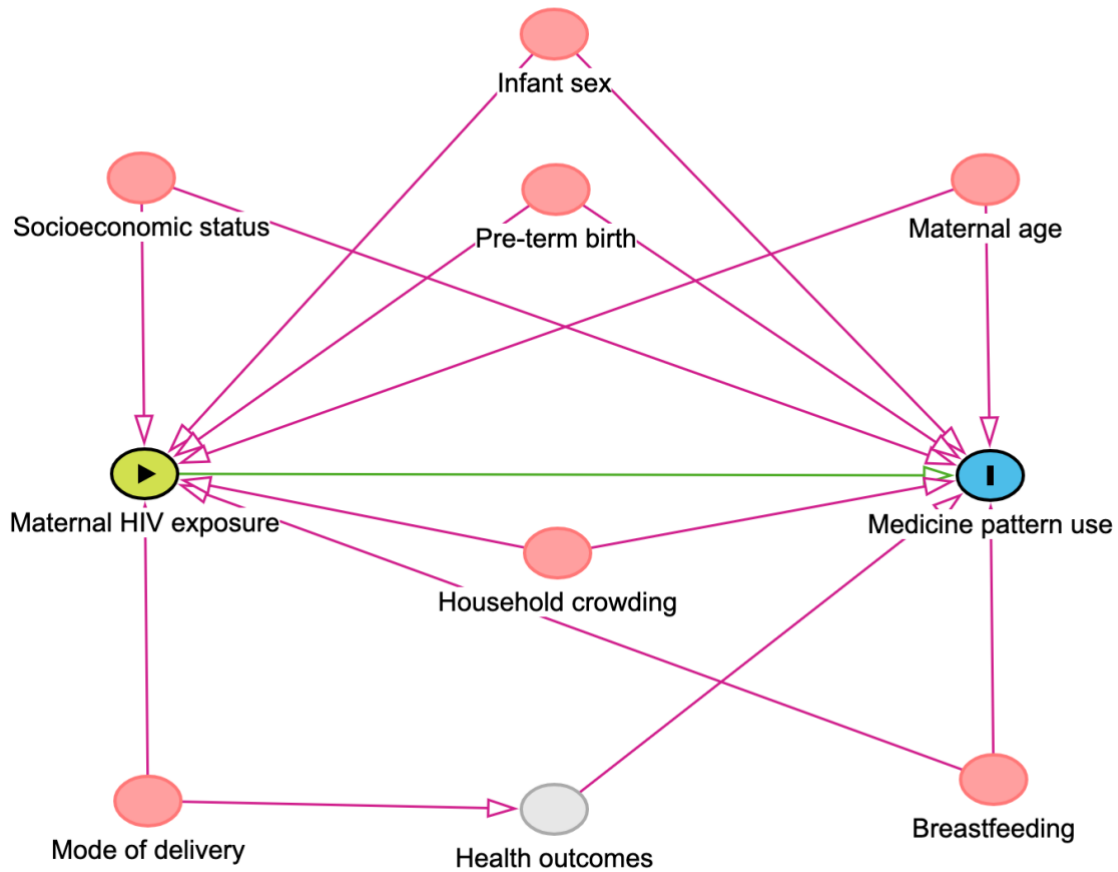 Infant sex
Socioeconomic status
Pre-term birth
Maternal age
Maternal HIV exposure
Medicine pattern use
Household crowding
Mode of delivery
Health outcomes
Breastfeeding